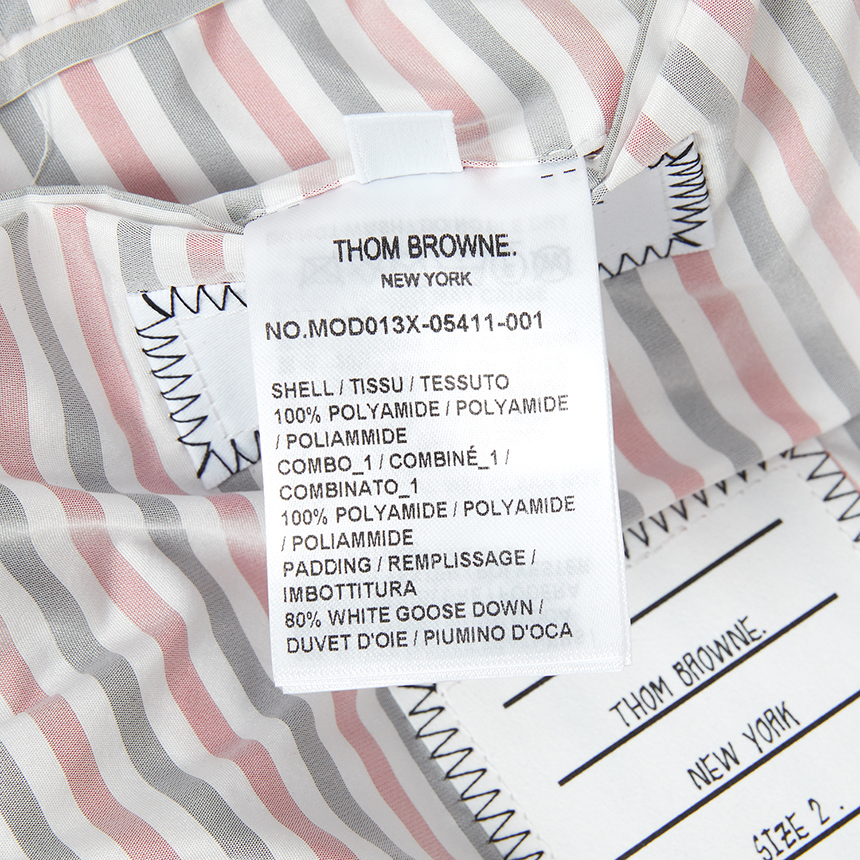 THOM BROWNE.
NEW YORK
NO.MOD013X-05411-001
SHELL / TISSU / TESSUTO
100% POLYAMIDE / POLYAMIDE
/ POLIAMMIDE
COMBO_1 / COMBINÉ_1 /
COMBINATO_1
100% POLYAMIDE / POLYAMIDE
/ POLIAMMIDE
PADDING / REMPLISSAGE /
IMBOTTITURA
80% WHITE GOOSE DOWN /
DUVET D'OIE / PIUMINO D'OCA
THOM BROWNE.
NEW YORK
SIZE 2.